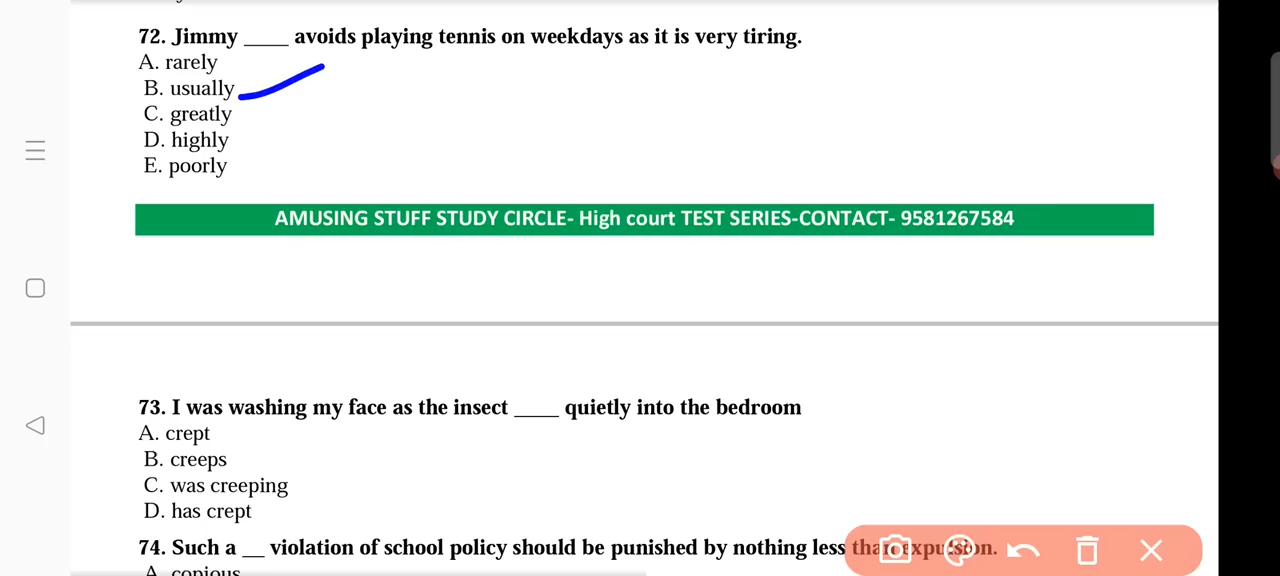 72. Jimmy ____ avoids playing tennis on weekdays as it is very tiring.
A. rarely
B. usually
C. greatly
D. highly
E. poorly
AMUSING STUFF STUDY CIRCLE- High court TEST SERIES-CONTACT- 9581267584
73. I was washing my face as the insect ____ quietly into the bedroom
A. crept
B. creeps
C. was creeping
D. has crept
74. Such a __ violation of school policy should be punished by nothing less than expulsion.
A. copious